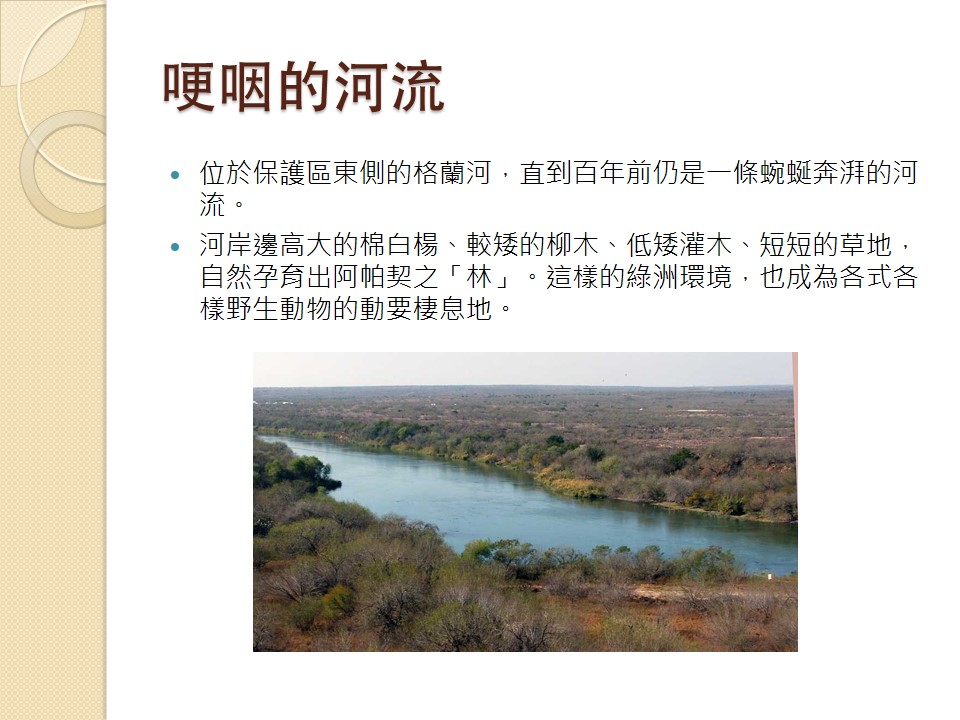 哽咽的河流
位於保護區東側的格蘭河，直到百年前仍是一條蜿蜒奔湃的河
流。
河岸邊高大的棉白楊、較矮的柳木、低矮灌木、短短的草地，
自然孕育出阿帕契之「林」。這樣的綠洲環境，也成為各式各
樣野生動物的動要棲息地。